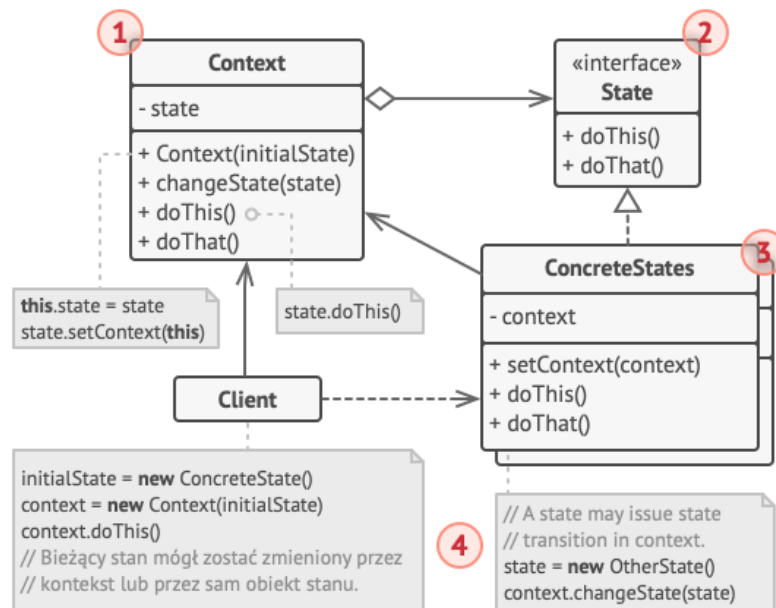 1
Context
- state
+ Context(initialState)
+ changeState(state)
+ doThis()
+ doThat()
this.state = state
state.setContext(this)
state.doThis()
2
«interface»
State
+ doThis()
+ doThat()
3
ConcreteStates
- context
+ setContext(context)
+ doThis()
+ doThat()
Client
initialState = new ConcreteState()
context = new Context(initialState)
context.doThis()
// Bieżący stan mógł zostać zmieniony przez
// kontekst lub przez sam obiekt stanu.
4
// A state may issue state
// transition in context.
state = new OtherState()
context.changeState(state)